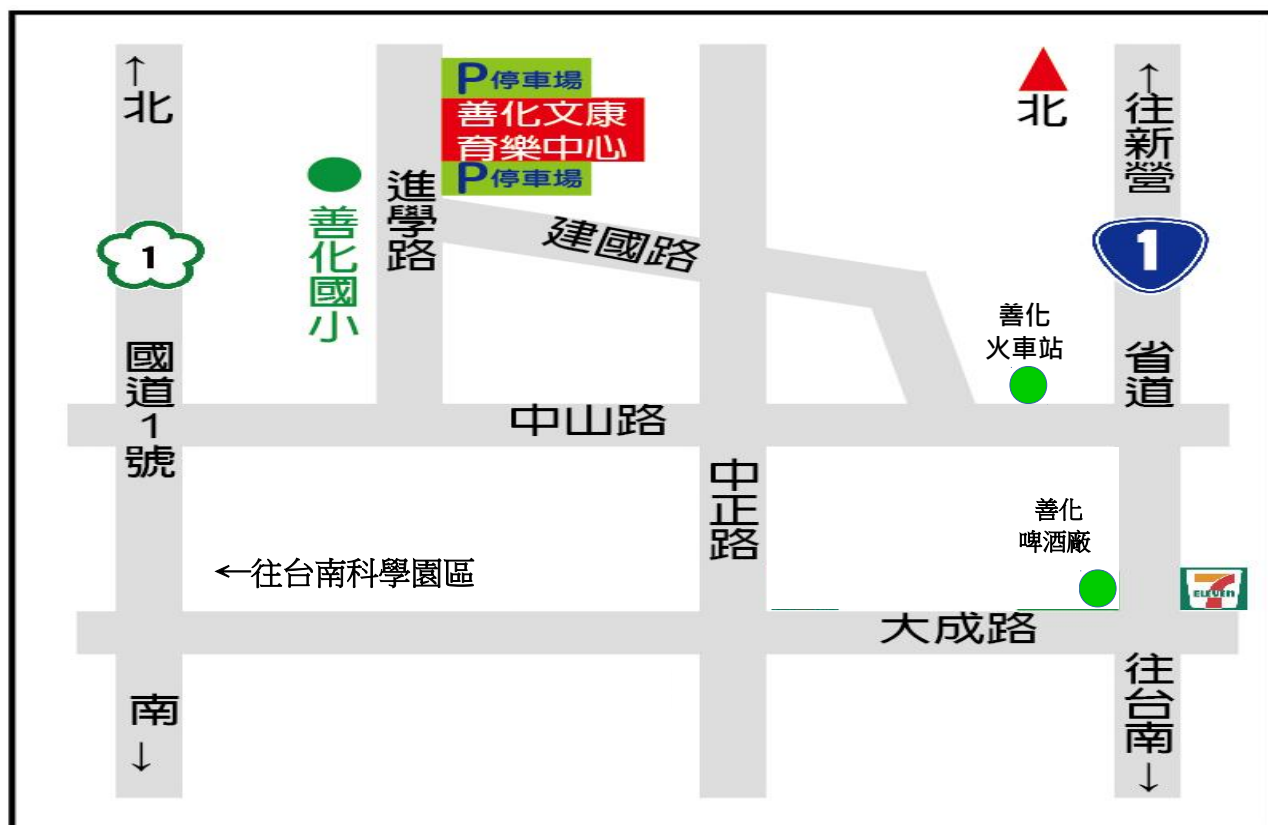 ↑北
P停車場
善化文康
育樂中心
P停車場
北
↑往新營
1
1
進學路
善化國小
建國路
善化
火車站
省道
國道1號
中山路
中正路
善化
啤酒廠
←往台南科學園區
7
ELEVEn
大成路
南↓
往台南↓